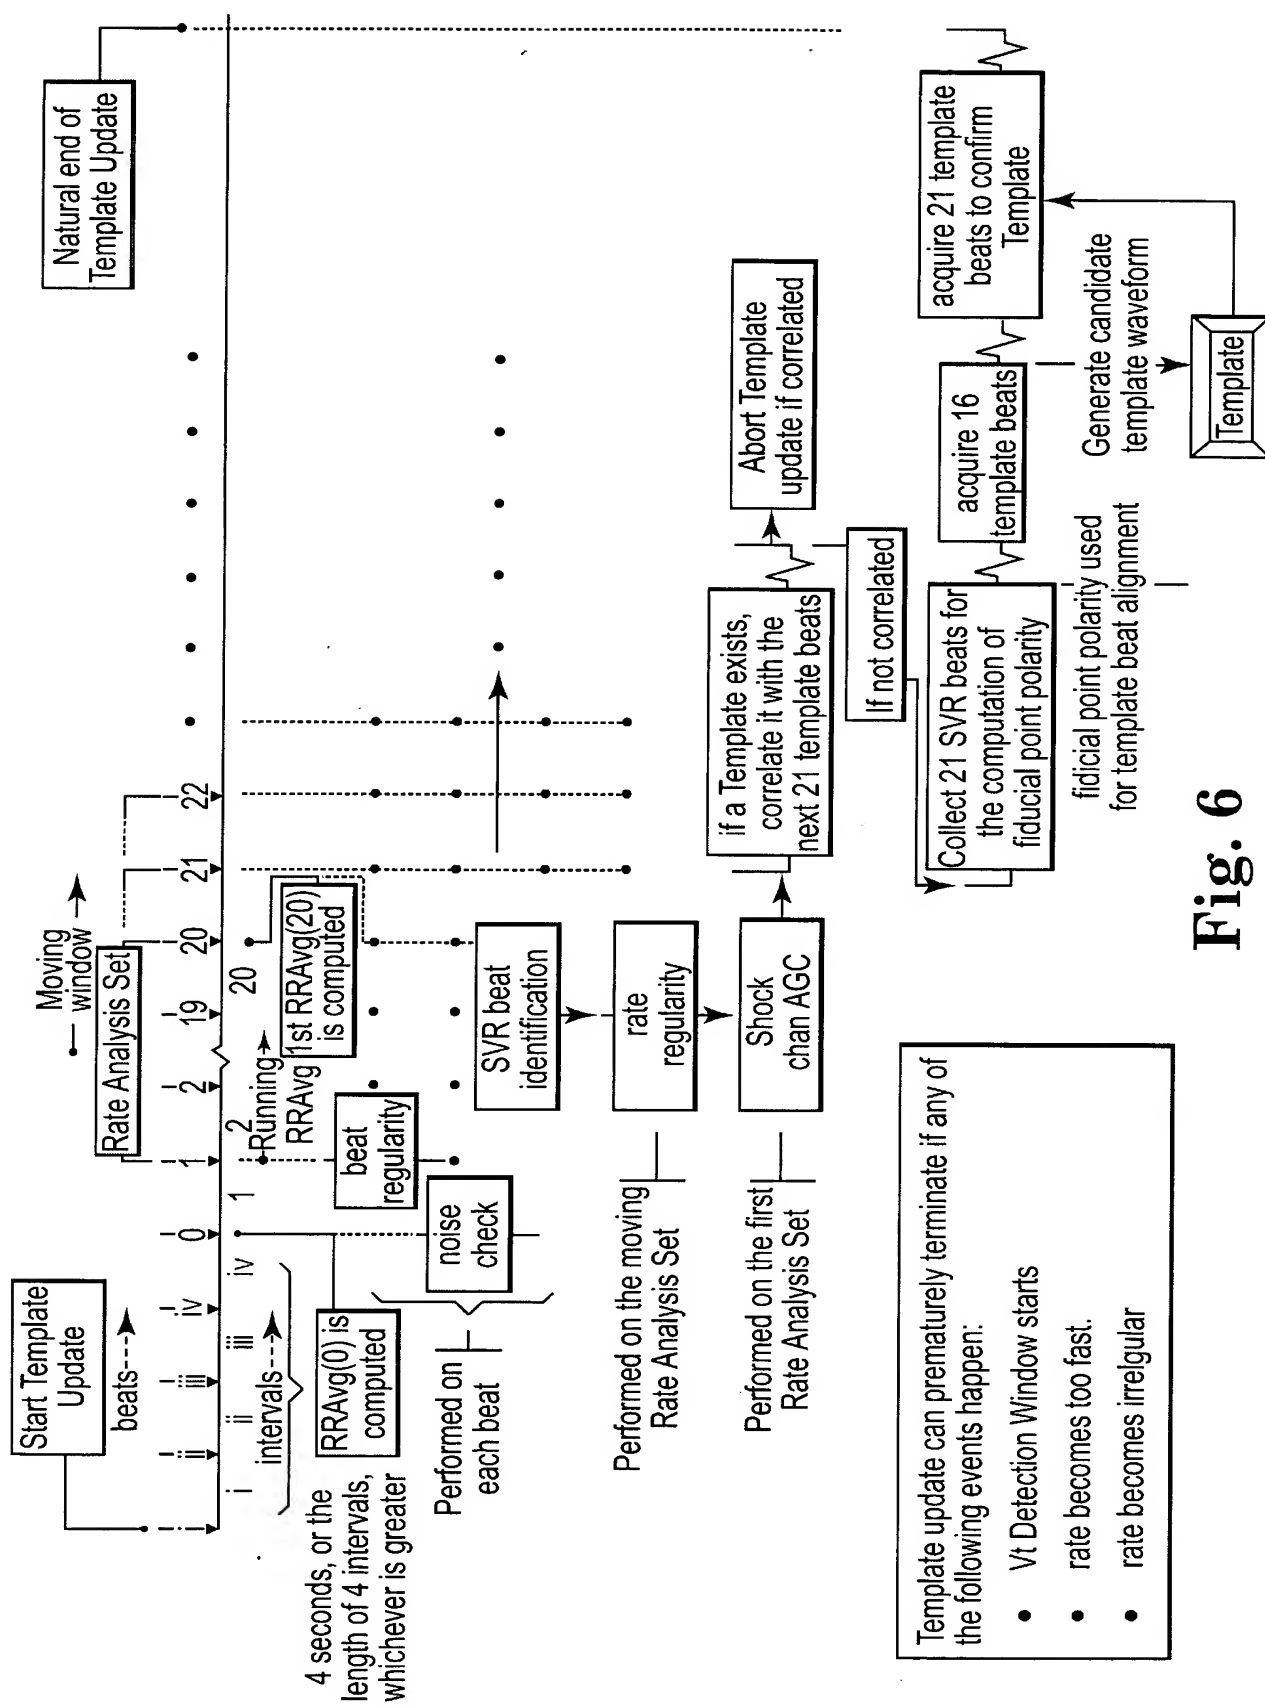 Start Template
Update
beats
Moving
window
Rate Analysis Set
Natural end of
Template Update
i
ii
iii
iv
0
1
2
19
20
21
22
i
ii
iii
iv
1
2
20
intervals
Running
RRAvg
1st RRAvg(20)
is computed
4 seconds, or the
length of 4 intervals,
whichever is greater
RRAvg(0) is
computed
beat
regularity
Performed on
each beat
noise
check
SVR beat
identification
Performed on the moving
Rate Analysis Set
rate
regularity
Performed on the first
Rate Analysis Set
Shock
chan AGC
if a Template exists,
correlate it with the
next 21 template beats
Abort Template
update if correlated
If not correlated
Collect 21 SVR beats for
the computation of
fiducial point polarity
acquire 16
template beats
acquire 21 template
beats to confirm
Template
fidicial point polarity used
for template beat alignment
Generate candidate
template waveform
Template
Template update can prematurely terminate if any of
the following events happen:
• Vt Detection Window starts
• rate becomes too fast.
• rate becomes irrelgular
Fig. 6